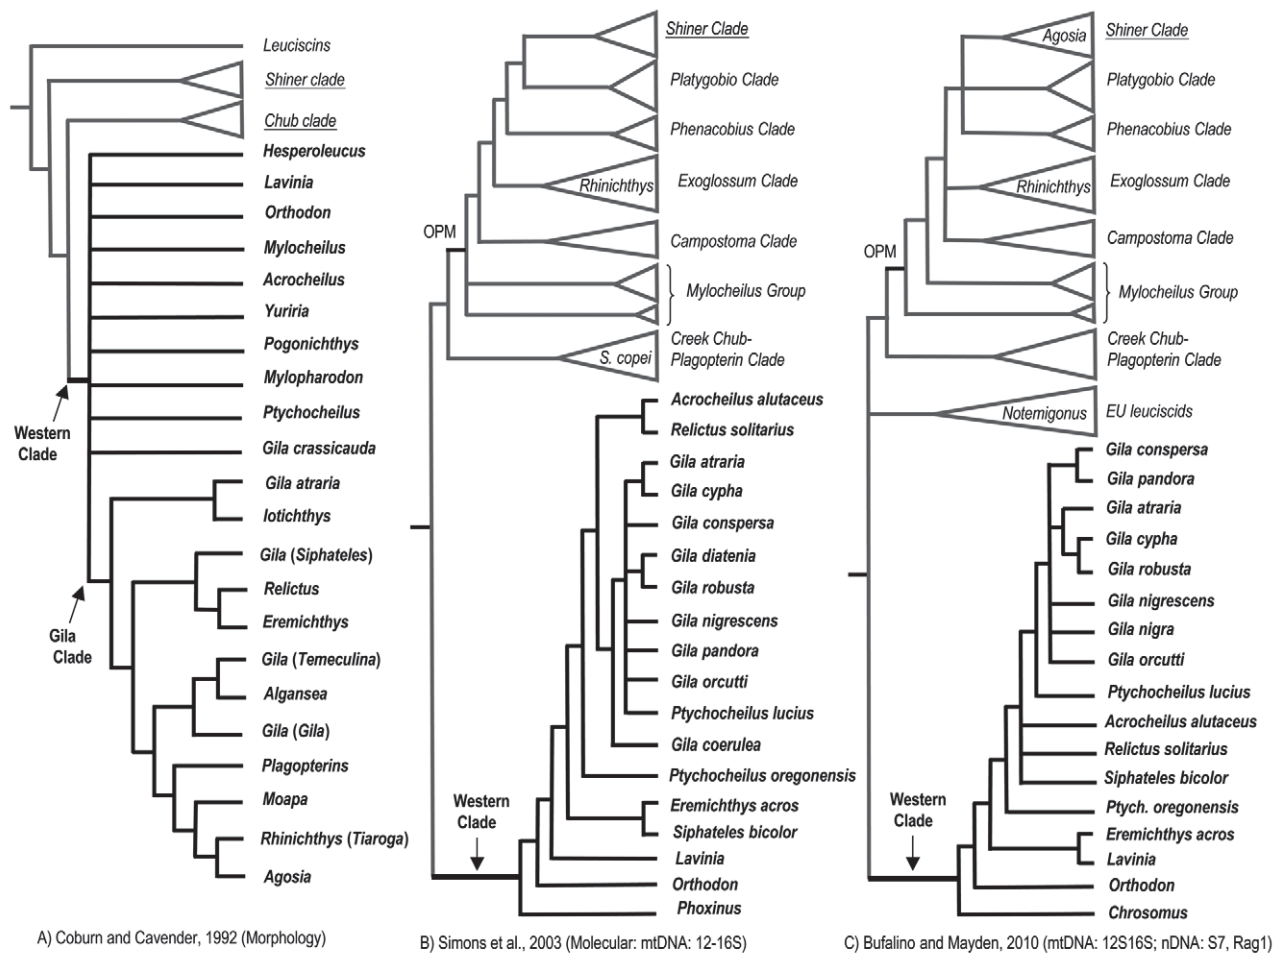 Leuciscins
Shiner clade
Chub clade
Hesperoleucus
Lavinia
Orthodon
Mylocheilus
Acrocheilus
Yuriria
Pogonichthys
Mylopharodon
Ptychocheilus
Gila crassicauda
Gila atraria
Iotichthys
Gila (Siphateles)
Relictus
Eremichthys
Gila (Temeculina)
Algansea
Gila (Gila)
Plagopterins
Moapa
Rhinichthys (Tiaroga)
Agosia
Western
Clade
Gila
Clade
A) Coburn and Cavender, 1992 (Morphology)
Shiner Clade
Platygobio Clade
Phenacobius Clade
Rhinichthys
Exoglossum Clade
OPM
Campostoma Clade
Mylocheilus Group
S. copei
Creek Chub-
Plagopterin Clade
Acrocheilus alutaceus
Relictus solitarius
Gila atraria
Gila cypha
Gila conspersa
Gila diatenia
Gila robusta
Gila nigrescens
Gila pandora
Gila orcutti
Ptychocheilus lucius
Gila coerulea
Ptychocheilus oregonensis
Eremichthys acros
Siphateles bicolor
Lavinia
Orthodon
Phoxinus
Western
Clade
B) Simons et al., 2003 (Molecular: mtDNA: 12-16S)
Agosia
Shiner Clade
Platygobio Clade
Phenacobius Clade
Rhinichthys
Exoglossum Clade
OPM
Campostoma Clade
Mylocheilus Group
Creek Chub-
Plagopterin Clade
Notemigonus
EU leuciscids
Gila conspersa
Gila pandora
Gila atraria
Gila cypha
Gila robusta
Gila nigrescens
Gila nigra
Gila orcutti
Ptychocheilus lucius
Acrocheilus alutaceus
Relictus solitarius
Siphateles bicolor
Ptych. oregonensis
Eremichthys acros
Lavinia
Orthodon
Chrosomus
Western
Clade
C) Bufalino and Mayden, 2010 (mtDNA: 12S16S; nDNA: S7, Rag1)